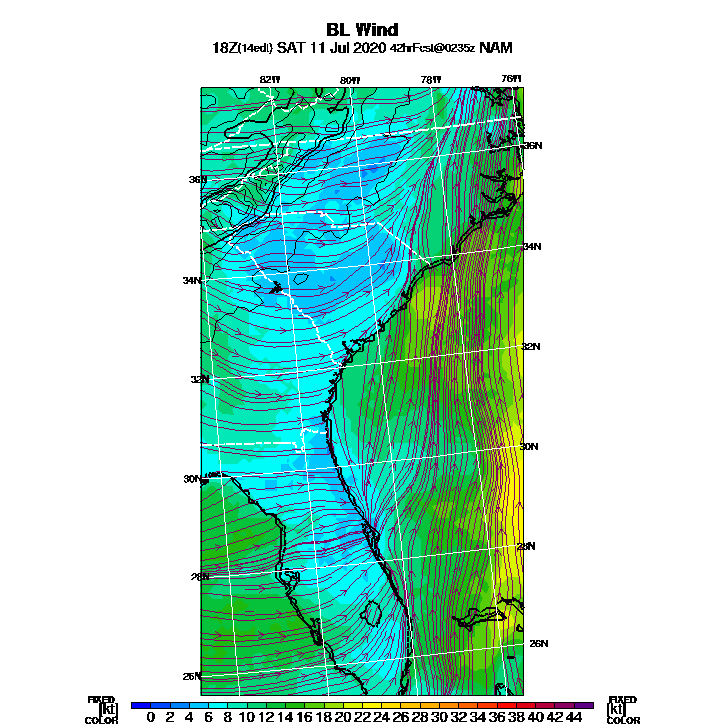 BL Wind
18Z(14edt) SAT 11 Jul 2020 42hrFcst@0235z NAM
82W 80W 78W 76W
36N
36N
34N
34N
32N
32N
30N
30N
28N
28N
26N
26N
FIXED FIXED
[kt] 0 2 4 6 8 10 12 14 16 18 20 22 24 26 28 30 32 34 36 38 40 42 44 [kt]
COLOR COLOR